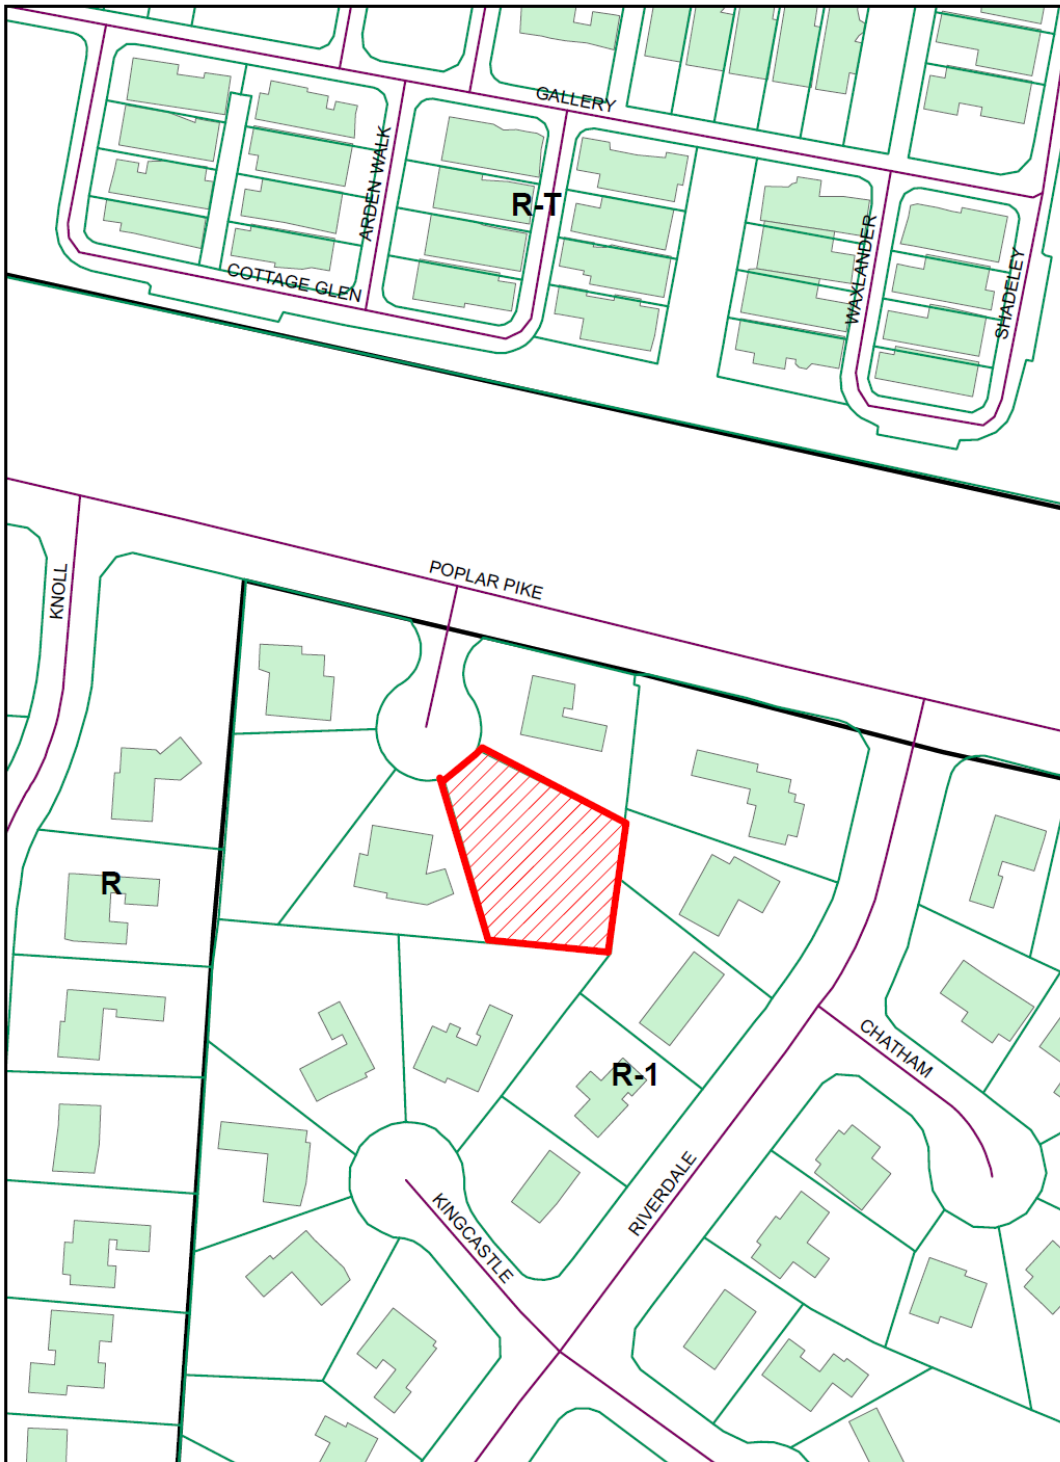 GALLERY
ARDEN WALK
R-T
COTTAGE GLEN
WAXLANDER
SHADELEY
POPLAR PIKE
KNOLL
R
R-1
CHATHAM
RIVERDALE
KINGCASTLE